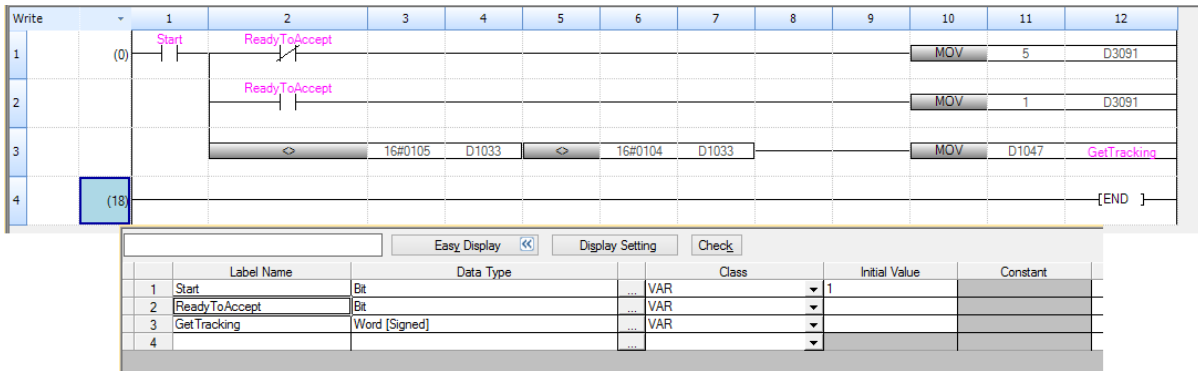 Write 1 2 3 4 5 6 7 8 9 10 11 12
Start ReadyToAccept
1 (0) MOV 5 D3091
ReadyToAccept
2 MOV 1 D3091
3 <> 16#0105 D1033 <> 16#0104 D1033 MOV D1047 GetTracking
4 (18) [END ]
Easy Display Display Setting Check
Label Name Data Type Class Initial Value Constant
1 Start Bit ... VAR 1
2 ReadyToAccept Bit ... VAR
3 GetTracking Word [Signed] ... VAR
4 ...